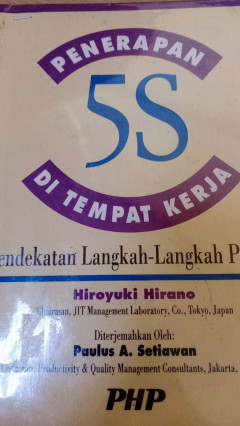 PENERAPAN
5S
DI TEMPAT KERJA
endekatan Langkah-Langkah P
Hiroyuki Hirano
Chairman, JIT Management Laboratory, Co., Tokyo, Japan
Diterjemahkan Oleh:
Paulus A. Setiawan
Productivity & Quality Management Consultants, Jakarta,
PHP